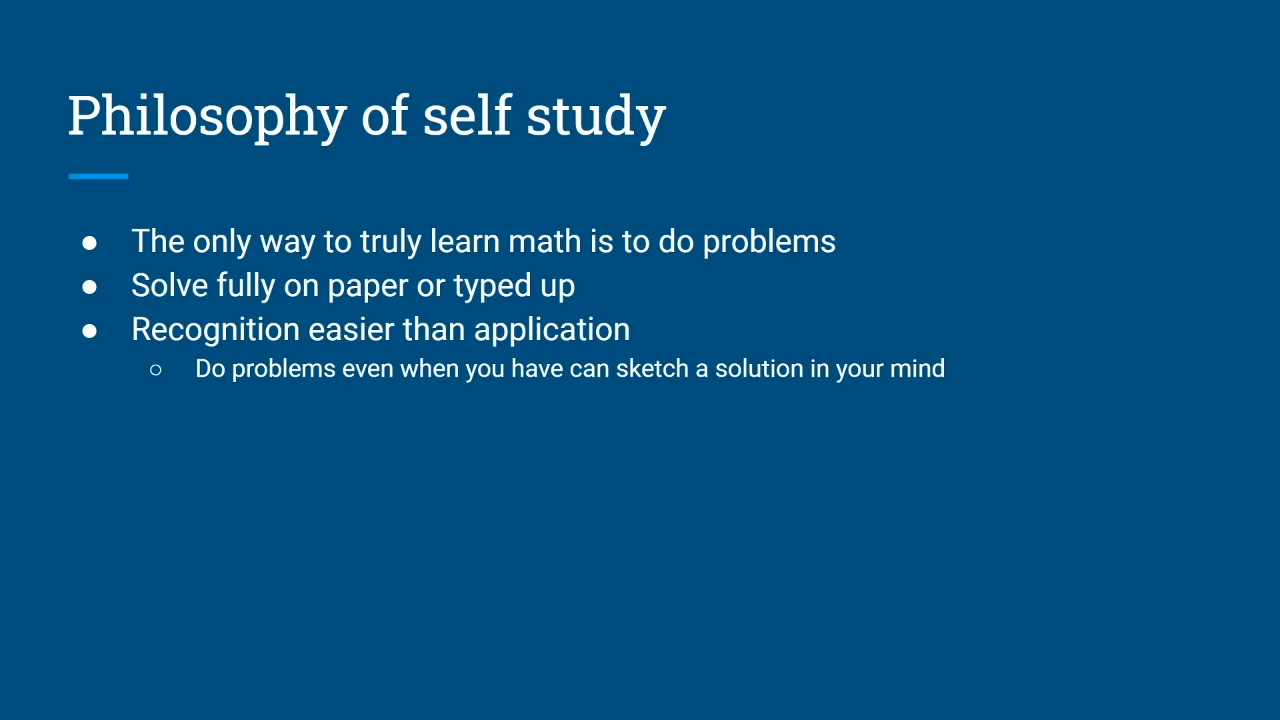 Philosophy of self study
● The only way to truly learn math is to do problems
● Solve fully on paper or typed up
● Recognition easier than application
○ Do problems even when you have can sketch a solution in your mind